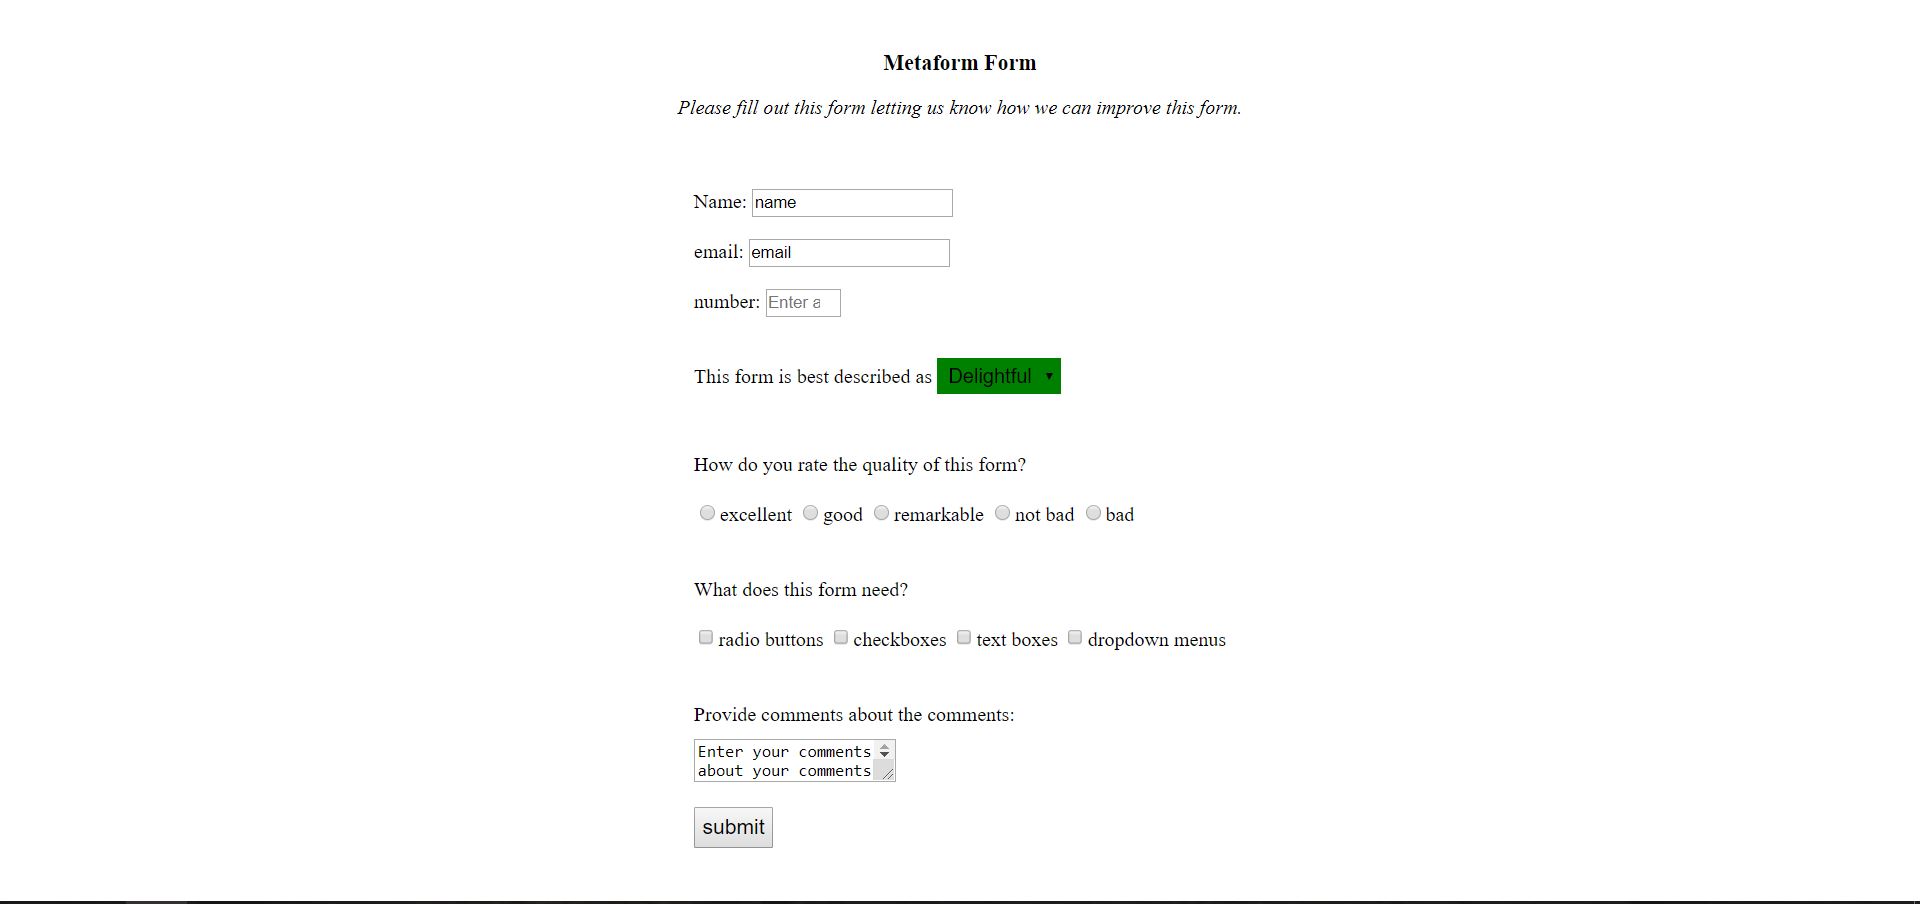 Metaform Form
Please fill out this form letting us know how we can improve this form.
Name: name
email: email
number: Enter a
This form is best described as Delightful
How do you rate the quality of this form?
excellent good remarkable not bad bad
What does this form need?
radio buttons checkboxes text boxes dropdown menus
Provide comments about the comments:
Enter your comments
about your comments
submit